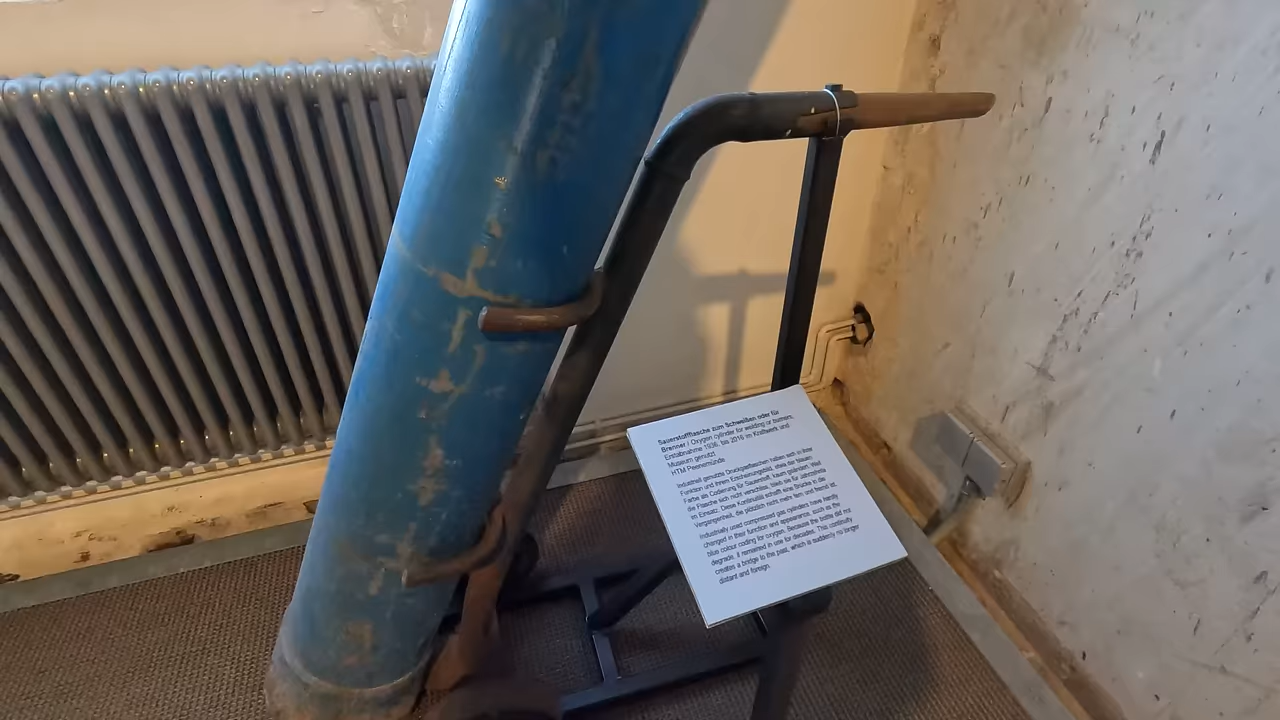 Sauerstoffflasche zum Schweißen oder für
Brenner / Oxygen cylinder for welding or burners,
Erstabnahme 1936, bis 2016 im Kraftwerk und
Museum genutzt
HTM Peenemünde
Industriell genutzte Druckgasflaschen haben sich in ihrer
Funktion und ihrem Erscheinungsbild, etwa der blauen
Farbe als Codierung für Sauerstoff, kaum geändert. Weil
die Flasche sich nicht verschliss, blieb sie für Jahrzehnte
im Einsatz. Diese Kontinuität schafft eine Brücke in die
Vergangenheit, die plötzlich nicht mehr fern und fremd ist.
Industrially used compressed gas cylinders have hardly
changed in their function and appearance, such as the
blue colour coding for oxygen. Because the bottle did not
degrade, it remained in use for decades. This continuity
creates a bridge to the past, which is suddenly no longer
distant and foreign.